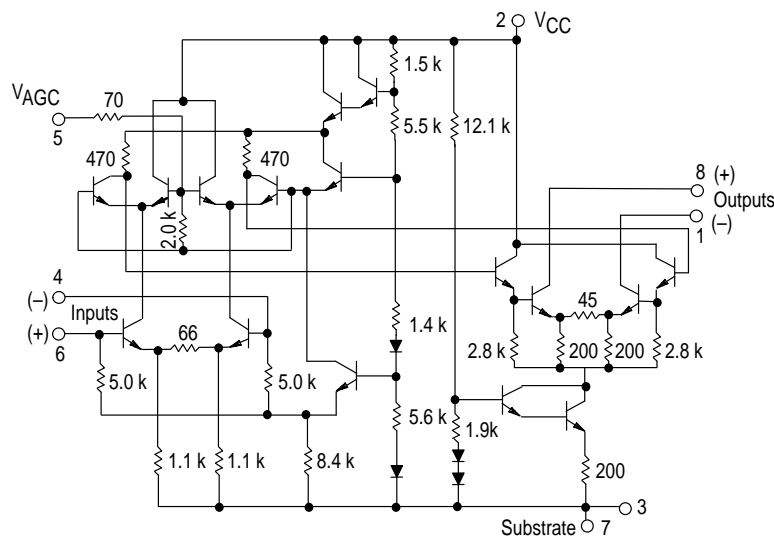 2 VCC
1.5 k
VAGC
70
5
5.5 k
12.1 k
470
470
8 (+)
Outputs
(–)
1
2.0 k
4
(–)
Inputs
(+)
6
66
45
1.4 k
2.8 k
200
200
2.8 k
5.0 k
5.0 k
5.6 k
1.9k
1.1 k
1.1 k
8.4 k
200
3
Substrate
7